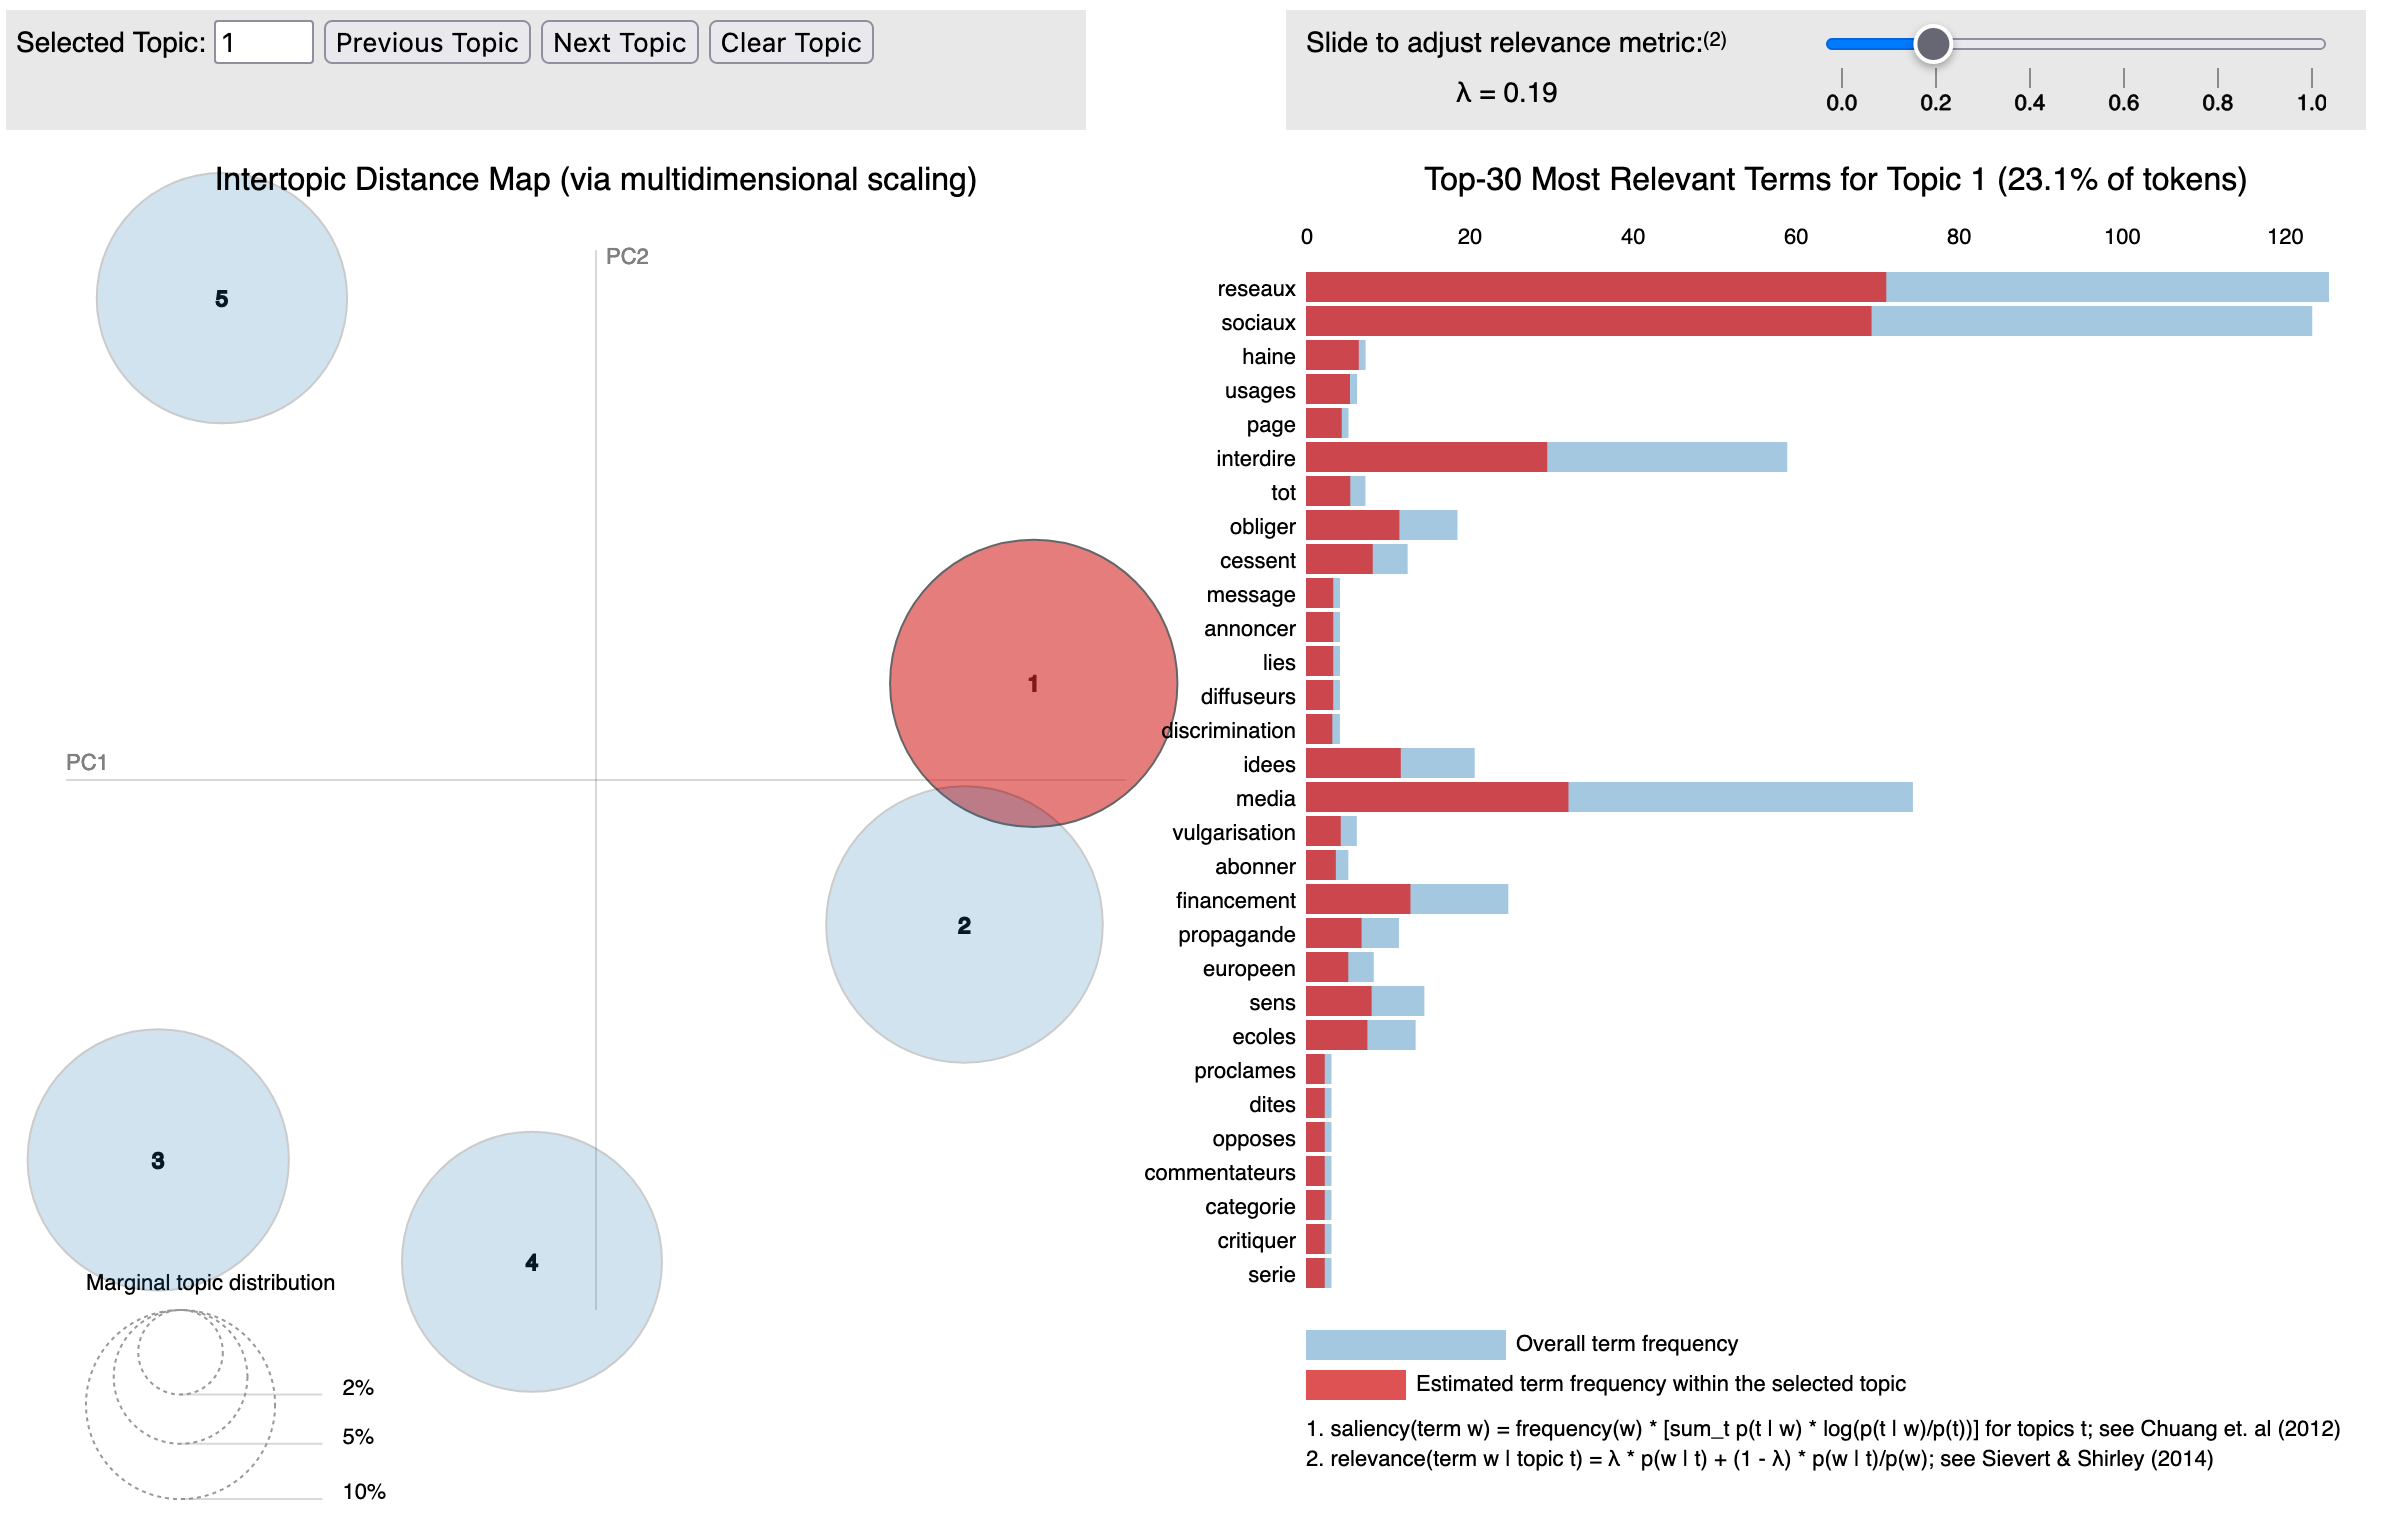 Selected Topic: 1 Previous Topic Next Topic Clear Topic
Slide to adjust relevance metric:(2)
λ = 0.19
0.0 0.2 0.4 0.6 0.8 1.0
Intertopic Distance Map (via multidimensional scaling)
PC2
PC1
5
1
2
3
4
Marginal topic distribution
2%
5%
10%
Top-30 Most Relevant Terms for Topic 1 (23.1% of tokens)
0 20 40 60 80 100 120
reseaux
sociaux
haine
usages
page
interdire
tot
obliger
cessent
message
annoncer
lies
diffuseurs
discrimination
idees
media
vulgarisation
abonner
financement
propagande
europeen
sens
ecoles
proclames
dites
opposes
commentateurs
categorie
critiquer
serie
Overall term frequency
Estimated term frequency within the selected topic
1. saliency(term w) = frequency(w) * [sum_t p(t | w) * log(p(t | w)/p(t))] for topics t; see Chuang et. al (2012)
2. relevance(term w | topic t) = λ * p(w | t) + (1 - λ) * p(w | t)/p(w); see Sievert & Shirley (2014)